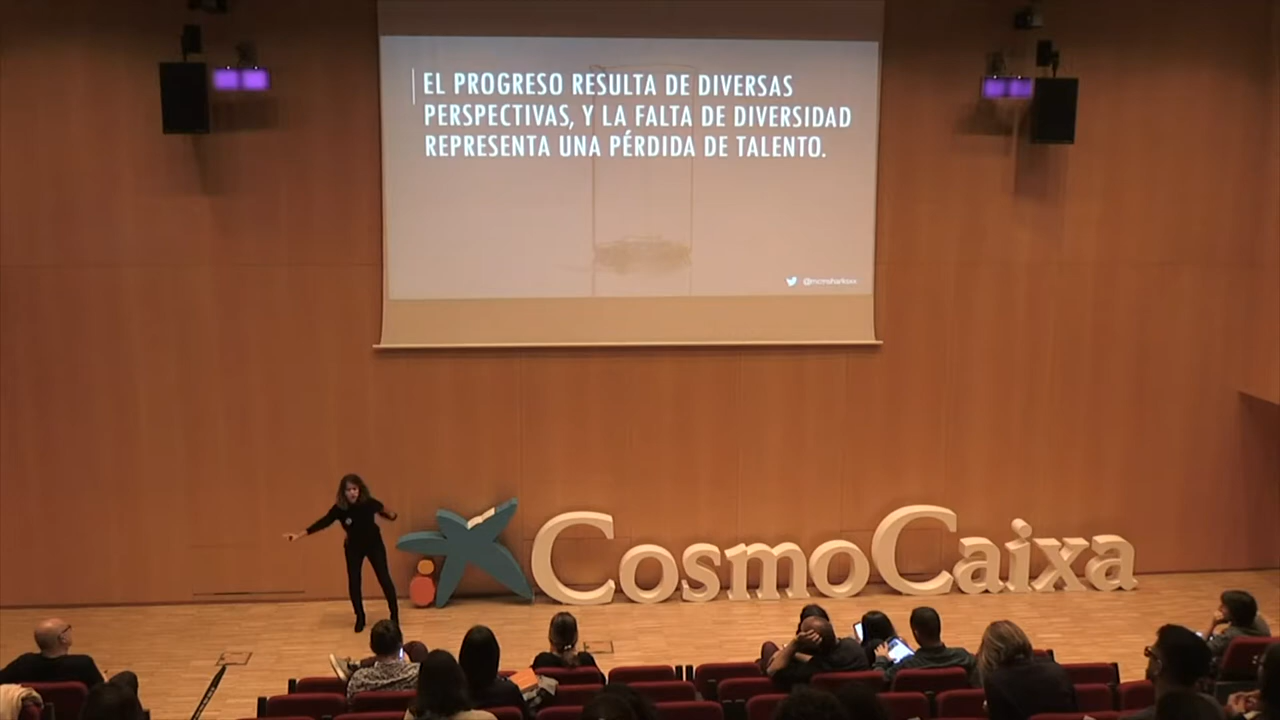 EL PROGRESO RESULTA DE DIVERSAS
PERSPECTIVAS, Y LA FALTA DE DIVERSIDAD
REPRESENTA UNA PÉRDIDA DE TALENTO.
CosmoCaixa